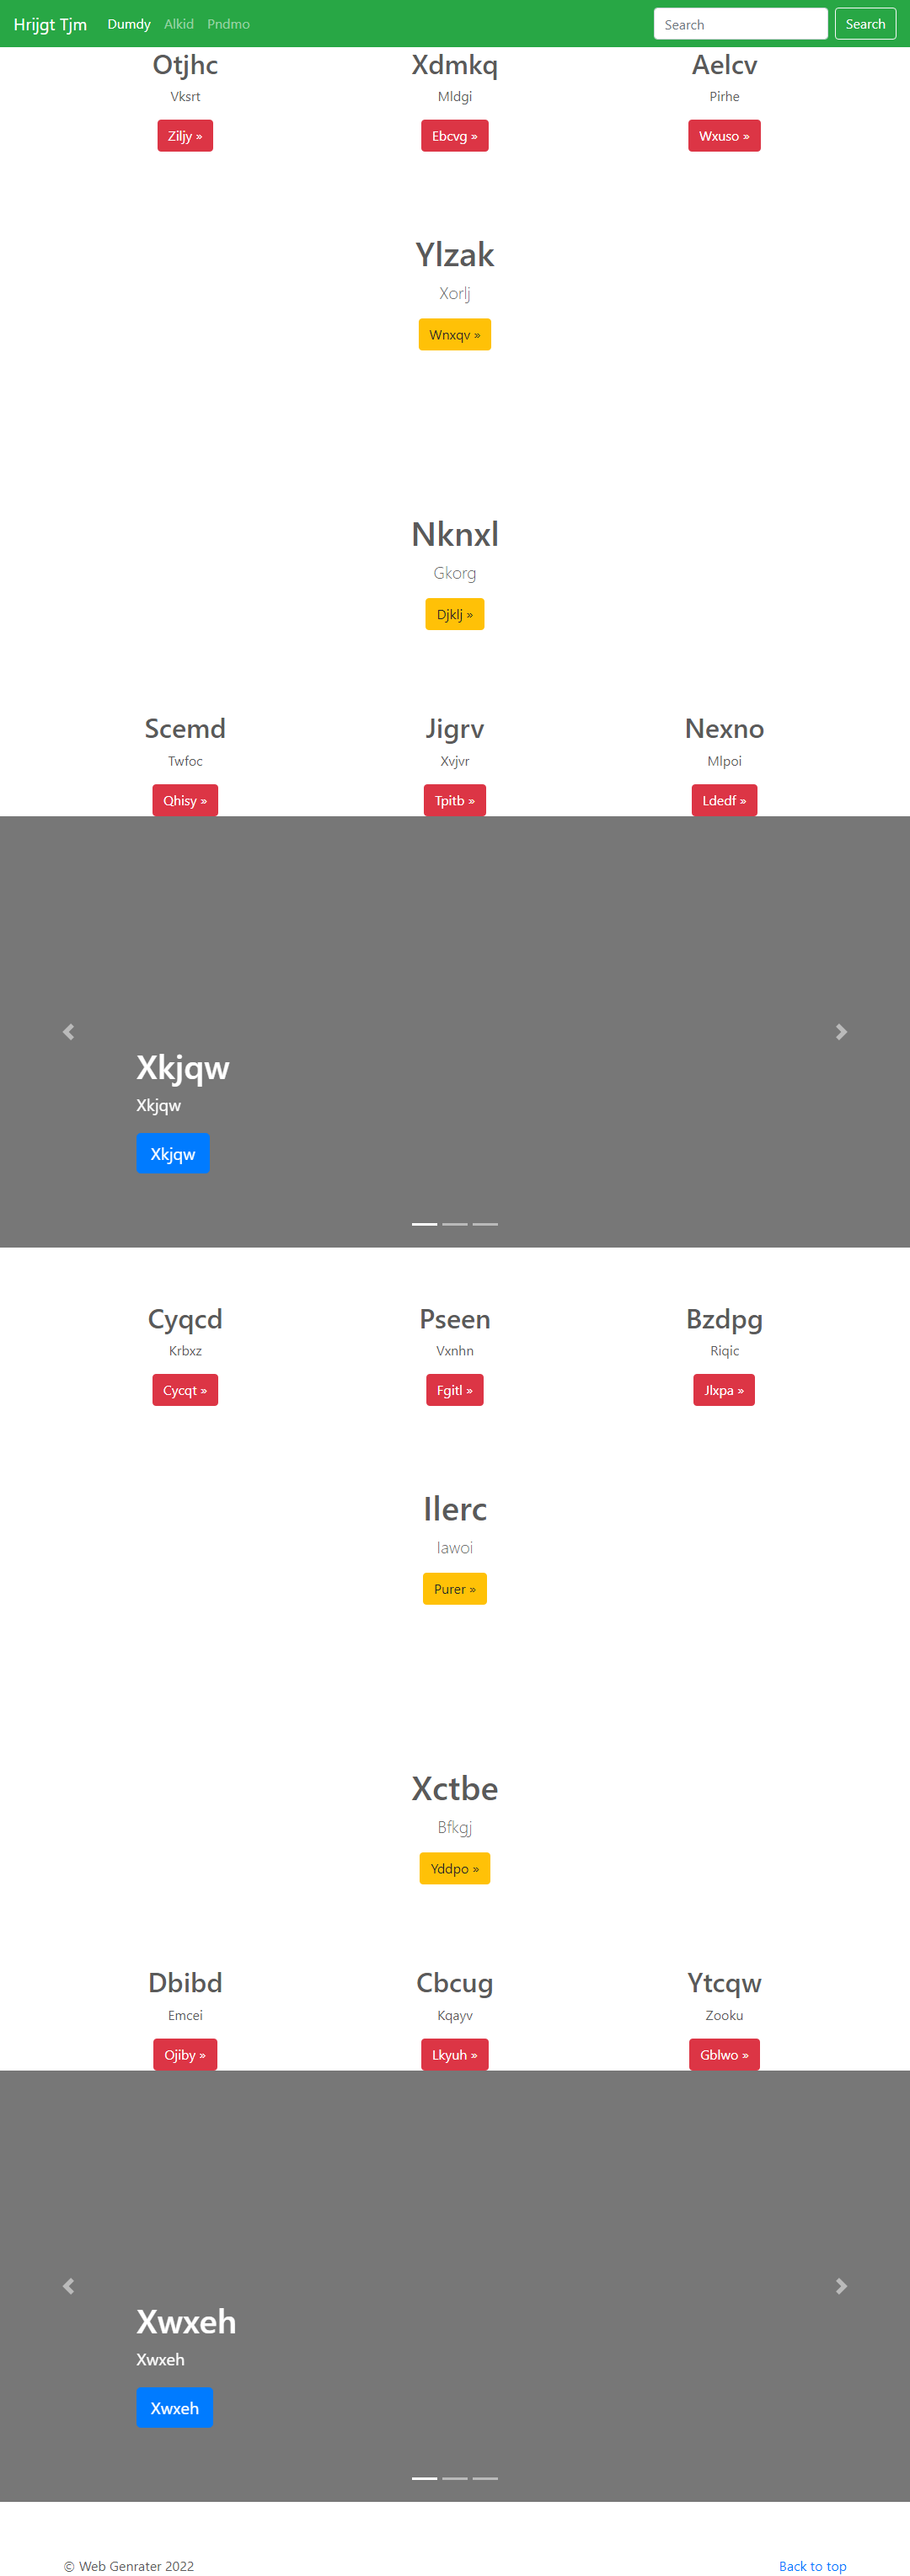 Hrijgt Tjm Dumdy Alkid Pndmo Search Search
Otjhc Xdmkq Aelcv
Vksrt Mldgi Pirhe
Ziljy » Ebcvg » Wxuso »
Ylzak
Xorlj
Wnxqv »
Nknxl
Gkorg
Djklj »
Scemd Jigrv Nexno
Twfoc Xvjvr Mlpoi
Qhisy » Tpitb » Ldedf »
Xkjqw
Xkjqw
Xkjqw
Cyqcd Pseen Bzdpg
Krbxz Vxnhn Riqic
Cycqt » Fgitl » Jlxpa »
Ilerc
Iawoi
Purer »
Xctbe
Bfkgj
Yddpo »
Dbibd Cbcug Ytcqw
Emcei Kqayv Zooku
Ojiby » Lkyuh » Gblwo »
Xwxeh
Xwxeh
Xwxeh
© Web Genrater 2022 Back to top